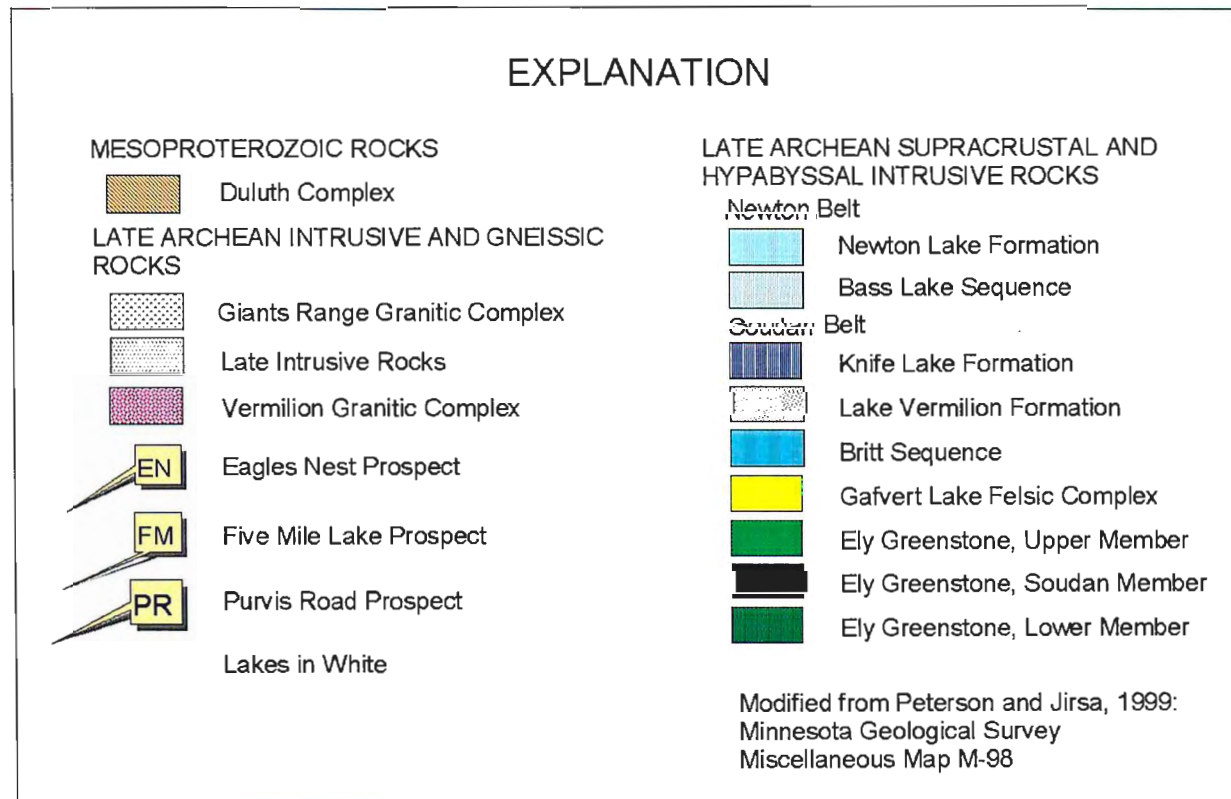 EXPLANATION
MESOPROTEROZOIC ROCKS
Duluth Complex
LATE ARCHEAN INTRUSIVE AND GNEISSIC
ROCKS
Giants Range Granitic Complex
Late Intrusive Rocks
Vermilion Granitic Complex
EN Eagles Nest Prospect
FM Five Mile Lake Prospect
PR Purvis Road Prospect
Lakes in White
LATE ARCHEAN SUPRACRUSTAL AND
HYPABYSSAL INTRUSIVE ROCKS
Newton Belt
Newton Lake Formation
Bass Lake Sequence
Soudan Belt
Knife Lake Formation
Lake Vermilion Formation
Britt Sequence
Gafvert Lake Felsic Complex
Ely Greenstone, Upper Member
Ely Greenstone, Soudan Member
Ely Greenstone, Lower Member
Modified from Peterson and Jirsa, 1999:
Minnesota Geological Survey
Miscellaneous Map M-98